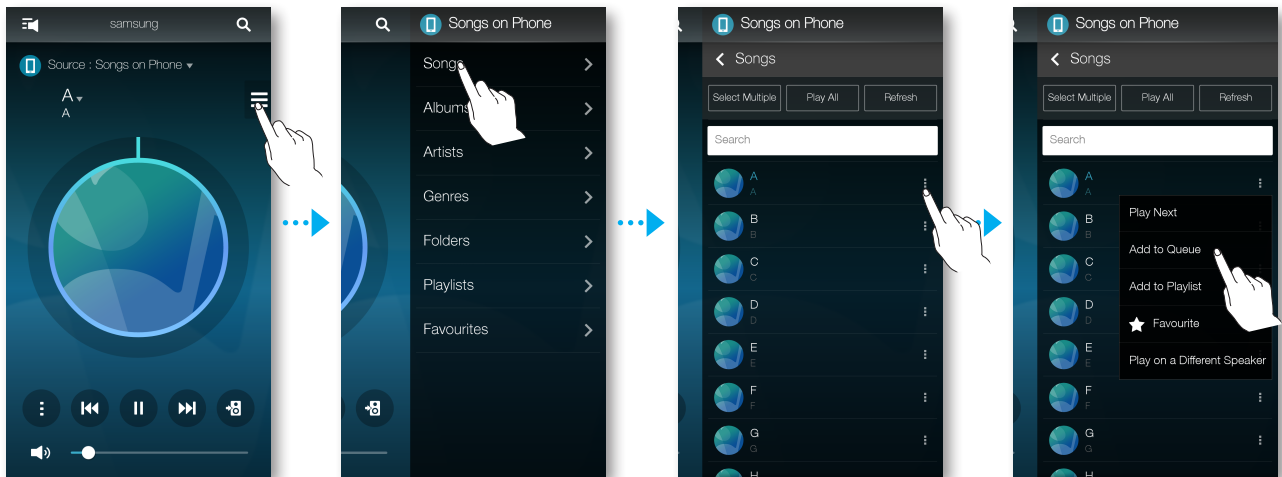 samsung
Source : Songs on Phone
A
A
Songs on Phone
Songs
Albums
Artists
Genres
Folders
Playlists
Favourites
Songs on Phone
Songs
Select Multiple Play All Refresh
Search
A
A
B
B
C
C
D
D
E
E
F
F
G
G
H
Songs on Phone
Songs
Select Multiple Play All Refresh
Search
A
A
B
B
C
C
D
D
E
E
F
F
G
G
H
Play Next
Add to Queue
Add to Playlist
Favourite
Play on a Different Speaker